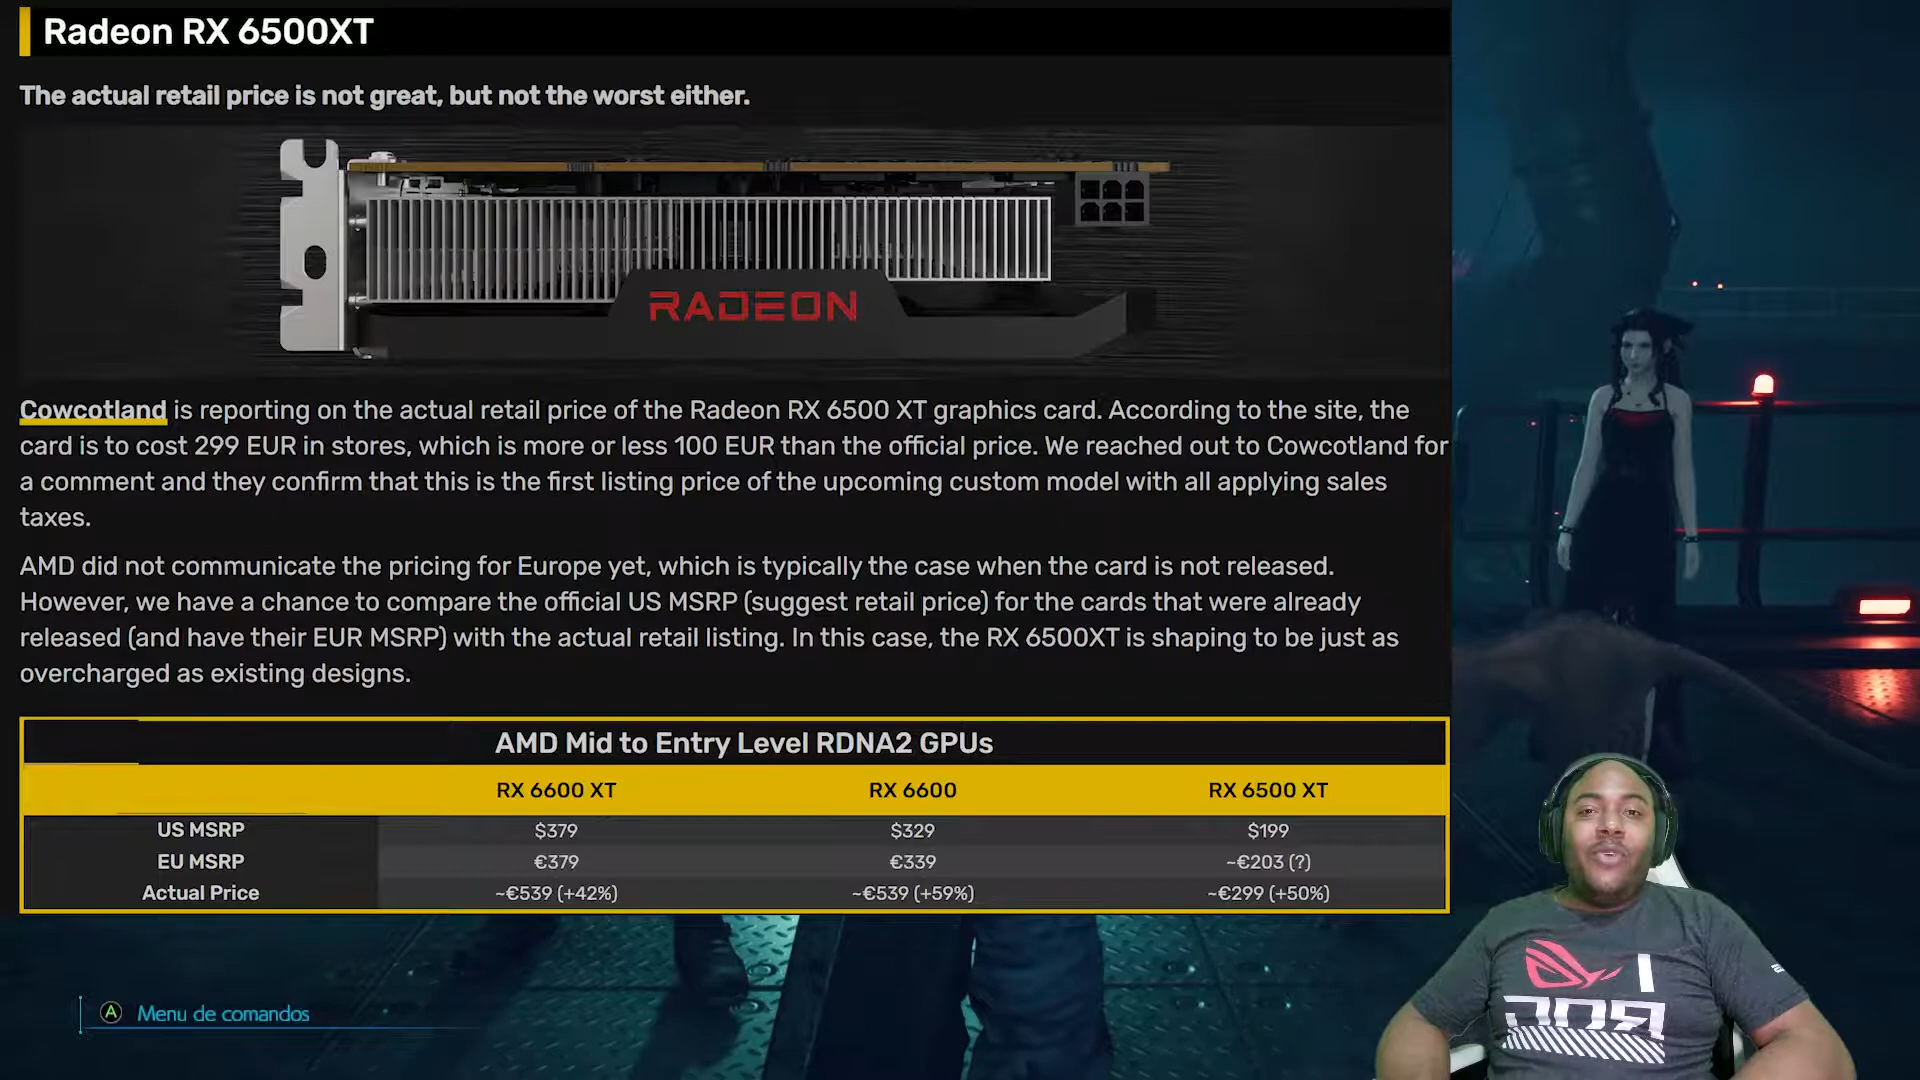 Radeon RX 6500XT
The actual retail price is not great, but not the worst either.
RADEON
Cowcotland is reporting on the actual retail price of the Radeon RX 6500 XT graphics card. According to the site, the
card is to cost 299 EUR in stores, which is more or less 100 EUR than the official price. We reached out to Cowcotland for
a comment and they confirm that this is the first listing price of the upcoming custom model with all applying sales
taxes.
AMD did not communicate the pricing for Europe yet, which is typically the case when the card is not released.
However, we have a chance to compare the official US MSRP (suggest retail price) for the cards that were already
released (and have their EUR MSRP) with the actual retail listing. In this case, the RX 6500XT is shaping to be just as
overcharged as existing designs.
AMD Mid to Entry Level RDNA2 GPUs
RX 6600 XT RX 6600 RX 6500 XT
US MSRP $379 $329 $199
EU MSRP €379 €339 ~€203 (?)
Actual Price ~€539 (+42%) ~€539 (+59%) ~€299 (+50%)
A Menu de comandos